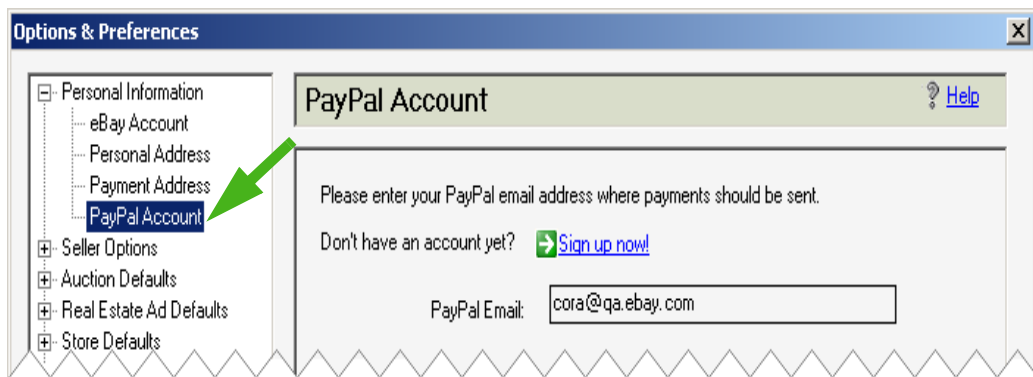 Options & Preferences
Personal Information
eBay Account
Personal Address
Payment Address
PayPal Account
Seller Options
Auction Defaults
Real Estate Ad Defaults
Store Defaults
PayPal Account
? Help
Please enter your PayPal email address where payments should be sent.
Don't have an account yet? Sign up now!
PayPal Email: cora@qa.ebay.com